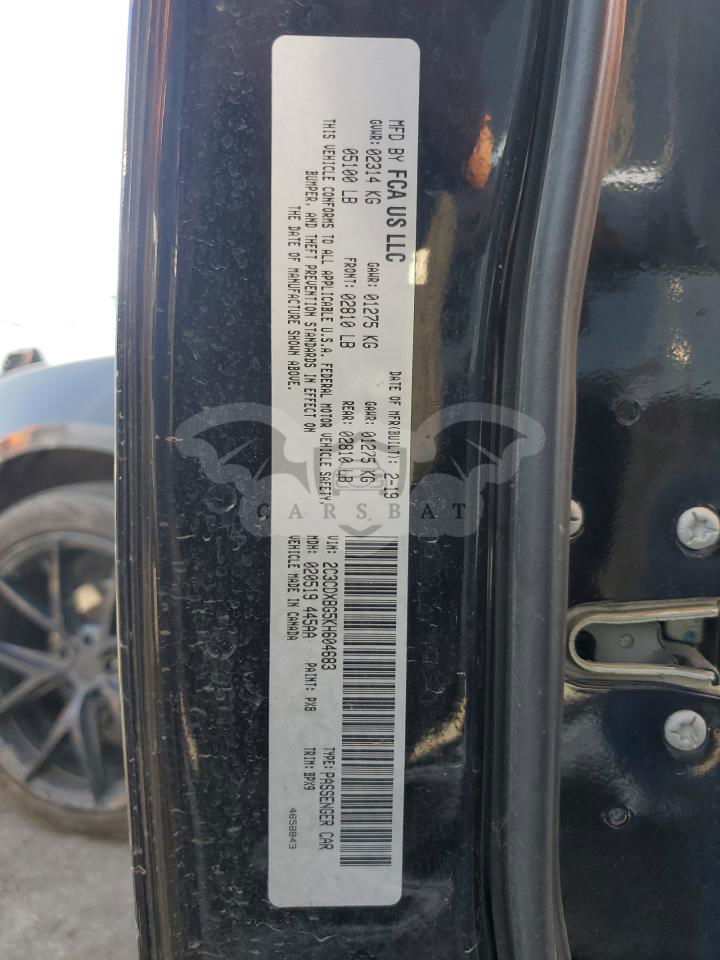 MFD BY FCA US LLC
DATE OF MFR(BUILT): 2-19
GVWR: 02314 KG
GAWR: 01275 KG
GAWR: 01275 KG
05100 LB
FRONT: 02810 LB
REAR: 02810 LB
THIS VEHICLE CONFORMS TO ALL APPLICABLE U.S.A. FEDERAL MOTOR VEHICLE SAFETY,
BUMPER, AND THEFT PREVENTION STANDARDS IN EFFECT ON
THE DATE OF MANUFACTURE SHOWN ABOVE.
VIN: 2C3CDXBG5KH604683
TYPE: PASSENGER CAR
MDH: 020519 445AA
PAINT: PX8
TRIM: BPX9
VEHICLE MADE IN CANADA
4658843
CARSBAT